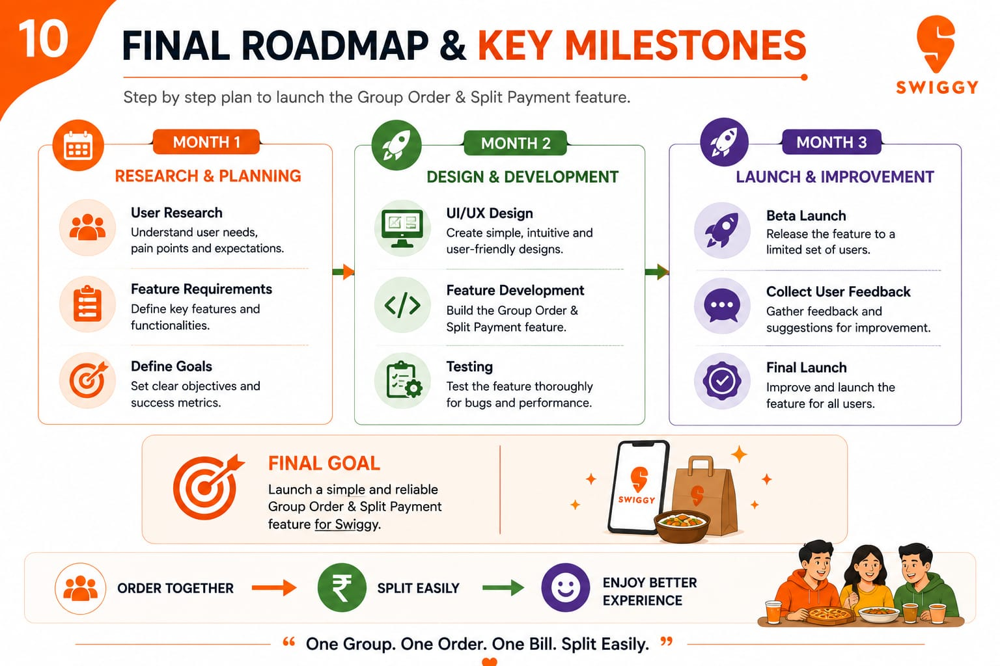 10
FINAL ROADMAP & KEY MILESTONES
SWIGGY
Step by step plan to launch the Group Order & Split Payment feature.
MONTH 1
RESEARCH & PLANNING
User Research
Understand user needs,
pain points and expectations.
Feature Requirements
Define key features and
functionalities.
Define Goals
Set clear objectives and
success metrics.
MONTH 2
DESIGN & DEVELOPMENT
UI/UX Design
Create simple, intuitive and
user-friendly designs.
Feature Development
Build the Group Order &
Split Payment feature.
Testing
Test the feature thoroughly
for bugs and performance.
MONTH 3
LAUNCH & IMPROVEMENT
Beta Launch
Release the feature to a
limited set of users.
Collect User Feedback
Gather feedback and
suggestions for improvement.
Final Launch
Improve and launch the
feature for all users.
FINAL GOAL
Launch a simple and reliable
Group Order & Split Payment
feature for Swiggy.
SWIGGY
ORDER TOGETHER
₹
SPLIT EASILY
ENJOY BETTER
EXPERIENCE
“ One Group. One Order. One Bill. Split Easily. ”